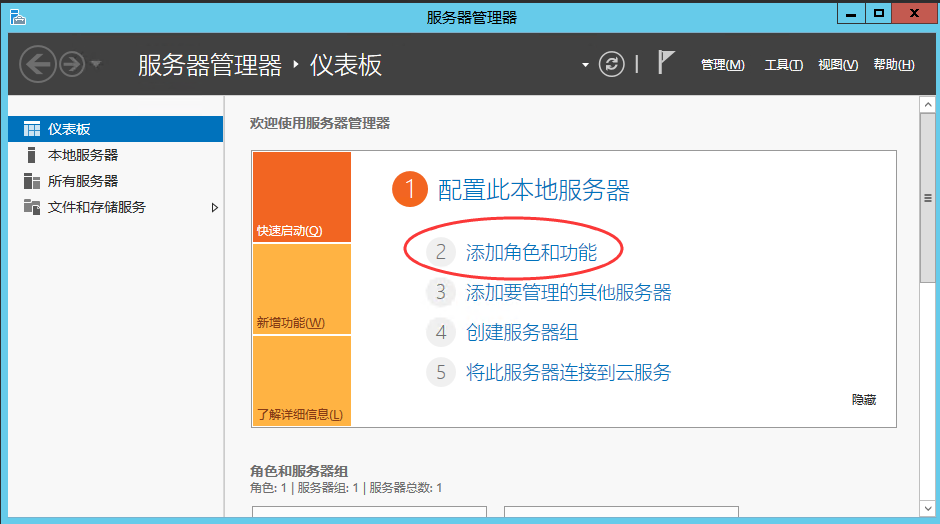 服务器管理器
服务器管理器 ‣ 仪表板
管理(M) 工具(T) 视图(V) 帮助(H)
仪表板
本地服务器
所有服务器
文件和存储服务
欢迎使用服务器管理器
快速启动(Q)
新增功能(W)
了解详细信息(L)
1 配置此本地服务器
2 添加角色和功能
3 添加要管理的其他服务器
4 创建服务器组
5 将此服务器连接到云服务
隐藏
角色和服务器组
角色: 1 | 服务器组: 1 | 服务器总数: 1